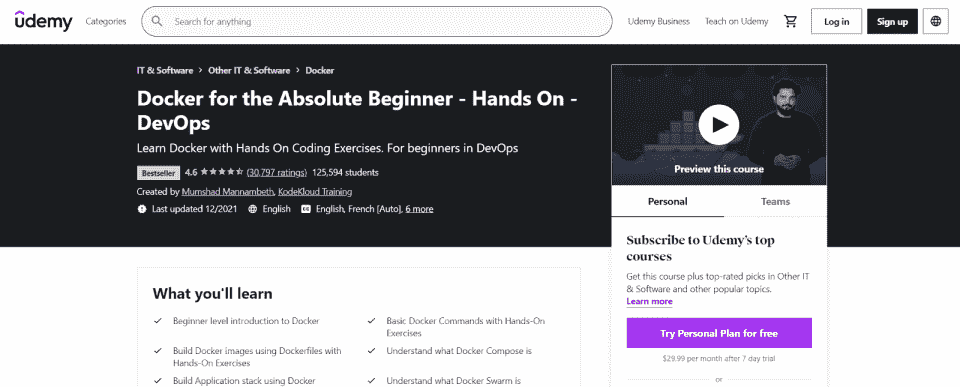 udemy Categories Search for anything Udemy Business Teach on Udemy Log in Sign up
IT & Software > Other IT & Software > Docker
Docker for the Absolute Beginner - Hands On -
DevOps
Learn Docker with Hands On Coding Exercises. For beginners in DevOps
Bestseller 4.6 (30,797 ratings) 125,594 students
Created by Mumshad Mannambeth, KodeKloud Training
Last updated 12/2021 English English, French [Auto], 6 more
Preview this course
Personal Teams
Subscribe to Udemy's top
courses
Get this course plus top-rated picks in Other IT
& Software and other popular topics.
Learn more
Try Personal Plan for free
$29.99 per month after 7 day trial
or
What you'll learn
Beginner level introduction to Docker
Basic Docker Commands with Hands-On
Exercises
Build Docker images using Dockerfiles with
Hands-On Exercises
Understand what Docker Compose is
Build Application stack using Docker
Understand what Docker Swarm is